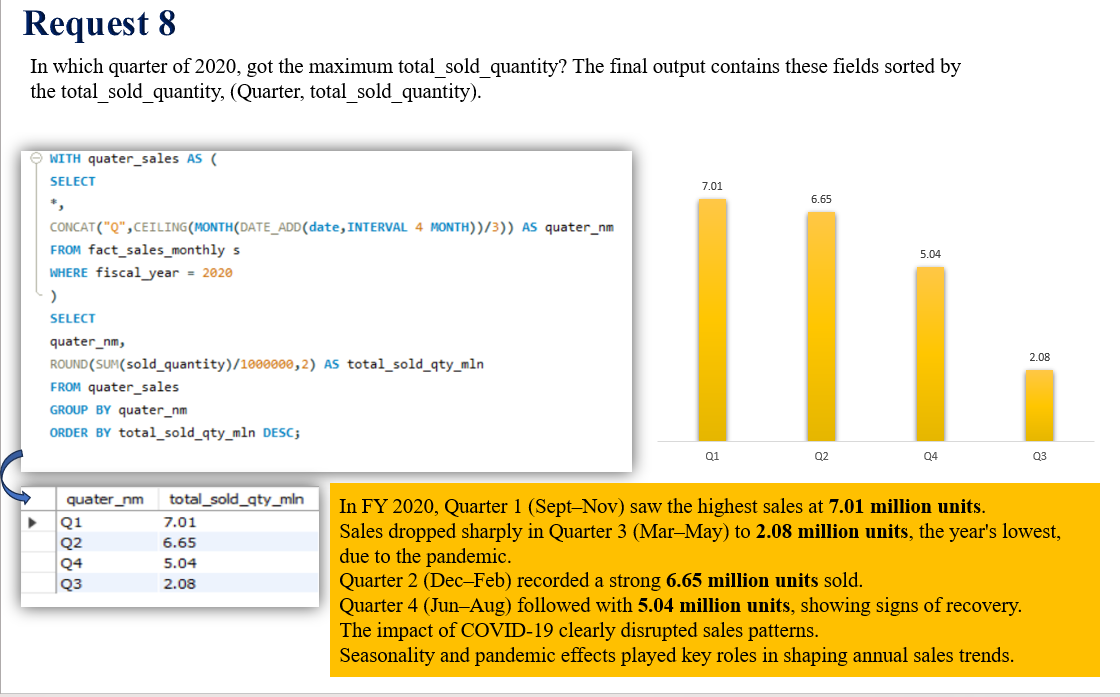 Request 8
In which quarter of 2020, got the maximum total_sold_quantity? The final output contains these fields sorted by
the total_sold_quantity, (Quarter, total_sold_quantity).
WITH quater_sales AS (
SELECT
*,
CONCAT("Q",CEILING(MONTH(DATE_ADD(date,INTERVAL 4 MONTH))/3)) AS quater_nm
FROM fact_sales_monthly s
WHERE fiscal_year = 2020
)
SELECT
quater_nm,
ROUND(SUM(sold_quantity)/1000000,2) AS total_sold_qty_mln
FROM quater_sales
GROUP BY quater_nm
ORDER BY total_sold_qty_mln DESC;
7.01
6.65
5.04
2.08
Q1 Q2 Q4 Q3
quater_nm total_sold_qty_mln
Q1 7.01
Q2 6.65
Q4 5.04
Q3 2.08
In FY 2020, Quarter 1 (Sept–Nov) saw the highest sales at 7.01 million units.
Sales dropped sharply in Quarter 3 (Mar–May) to 2.08 million units, the year's lowest,
due to the pandemic.
Quarter 2 (Dec–Feb) recorded a strong 6.65 million units sold.
Quarter 4 (Jun–Aug) followed with 5.04 million units, showing signs of recovery.
The impact of COVID-19 clearly disrupted sales patterns.
Seasonality and pandemic effects played key roles in shaping annual sales trends.